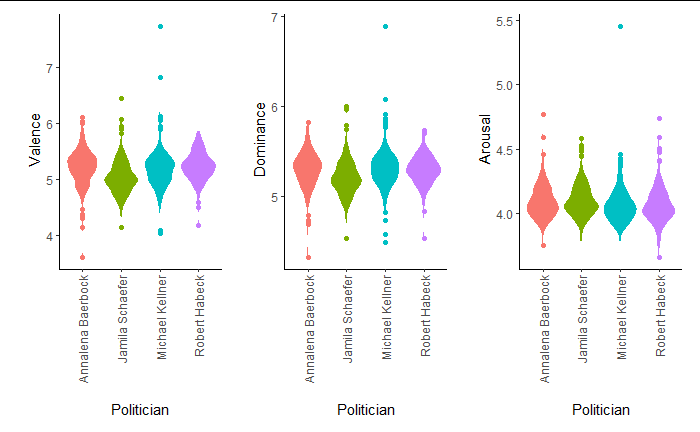 Valence
7
6
5
4
Annalena Baerbock
Jamila Schaefer
Michael Kellner
Robert Habeck
Politician
Dominance
7
6
5
Annalena Baerbock
Jamila Schaefer
Michael Kellner
Robert Habeck
Politician
Arousal
5.5
5.0
4.5
4.0
Annalena Baerbock
Jamila Schaefer
Michael Kellner
Robert Habeck
Politician